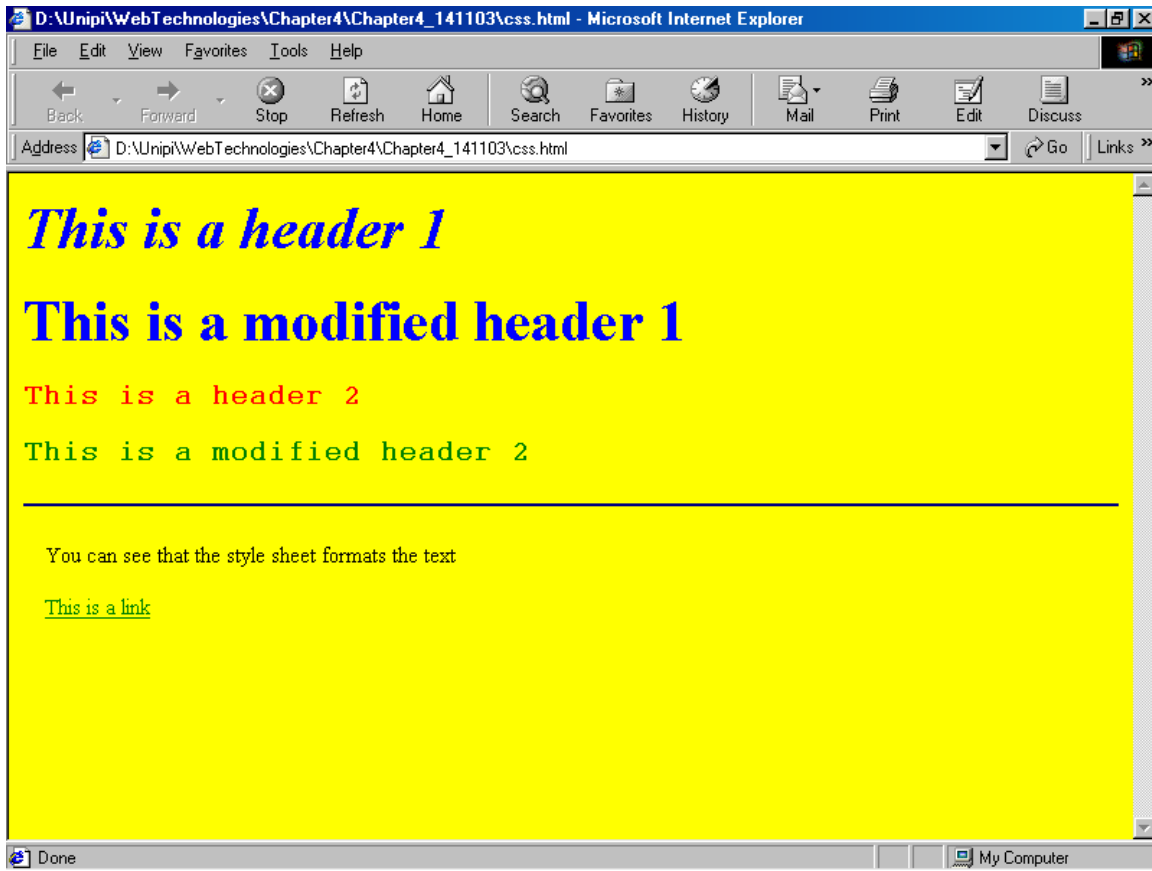 D:\Unipi\WebTechnologies\Chapter4\Chapter4_141103\css.html - Microsoft Internet Explorer
File Edit View Favorites Tools Help
Back Forward Stop Refresh Home Search Favorites History Mail Print Edit Discuss »
Address D:\Unipi\WebTechnologies\Chapter4\Chapter4_141103\css.html Go Links »
This is a header 1
This is a modified header 1
This is a header 2
This is a modified header 2
You can see that the style sheet formats the text
This is a link
Done My Computer